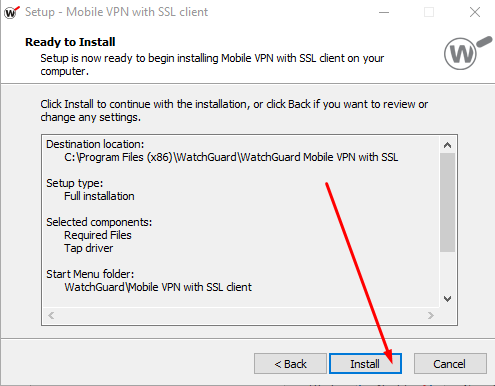 Setup - Mobile VPN with SSL client
Ready to Install
Setup is now ready to begin installing Mobile VPN with SSL client on your
computer.
W
Click Install to continue with the installation, or click Back if you want to review or
change any settings.
Destination location:
C:\Program Files (x86)\WatchGuard\WatchGuard Mobile VPN with SSL
Setup type:
Full installation
Selected components:
Required Files
Tap driver
Start Menu folder:
WatchGuard\Mobile VPN with SSL client
< Back
Install
Cancel